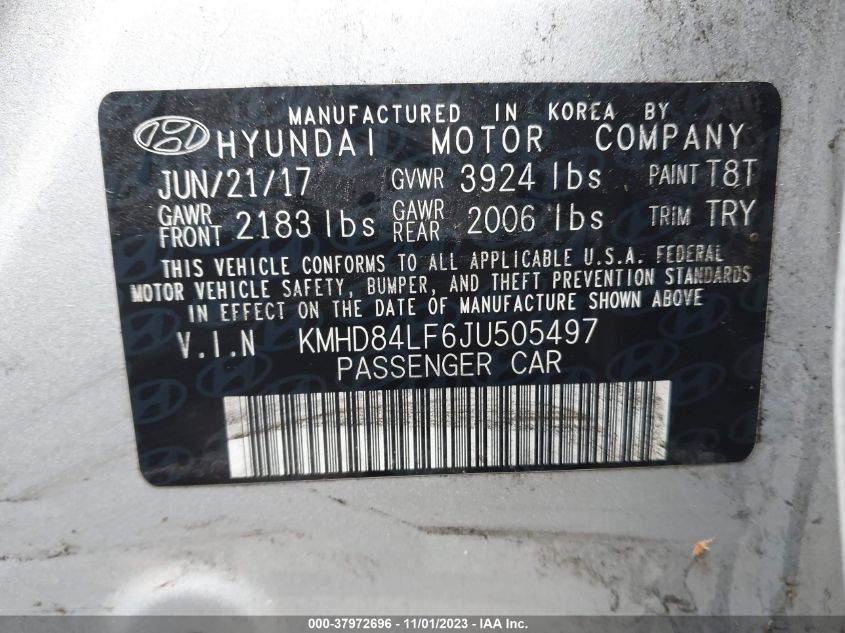 MANUFACTURED IN KOREA BY
HYUNDAI MOTOR COMPANY
JUN/21/17 GVWR 3924 lbs PAINT T8T
GAWR FRONT 2183 lbs GAWR REAR 2006 lbs TRIM TRY
THIS VEHICLE CONFORMS TO ALL APPLICABLE U.S.A. FEDERAL
MOTOR VEHICLE SAFETY, BUMPER, AND THEFT PREVENTION STANDARDS
IN EFFECT ON THE DATE OF MANUFACTURE SHOWN ABOVE
V.I.N KMHD84LF6JU505497
PASSENGER CAR
000-37972696 - 11/01/2023 - IAA Inc.